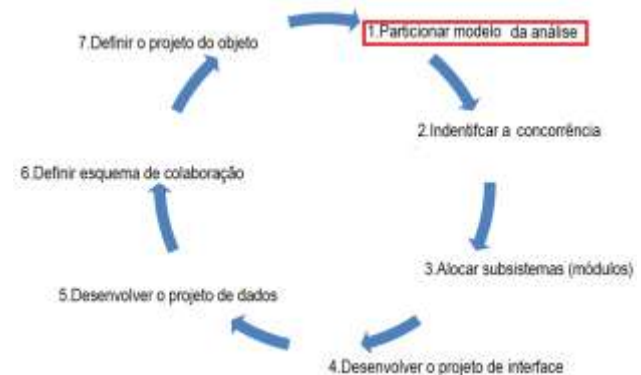 1.Particionar modelo da análise
2.Indentifcar a concorrência
3.Alocar subsistemas (módulos)
4.Desenvolver o projeto de interface
5.Desenvolver o projeto de dados
6.Definir esquema de colaboração
7.Definir o projeto do objeto